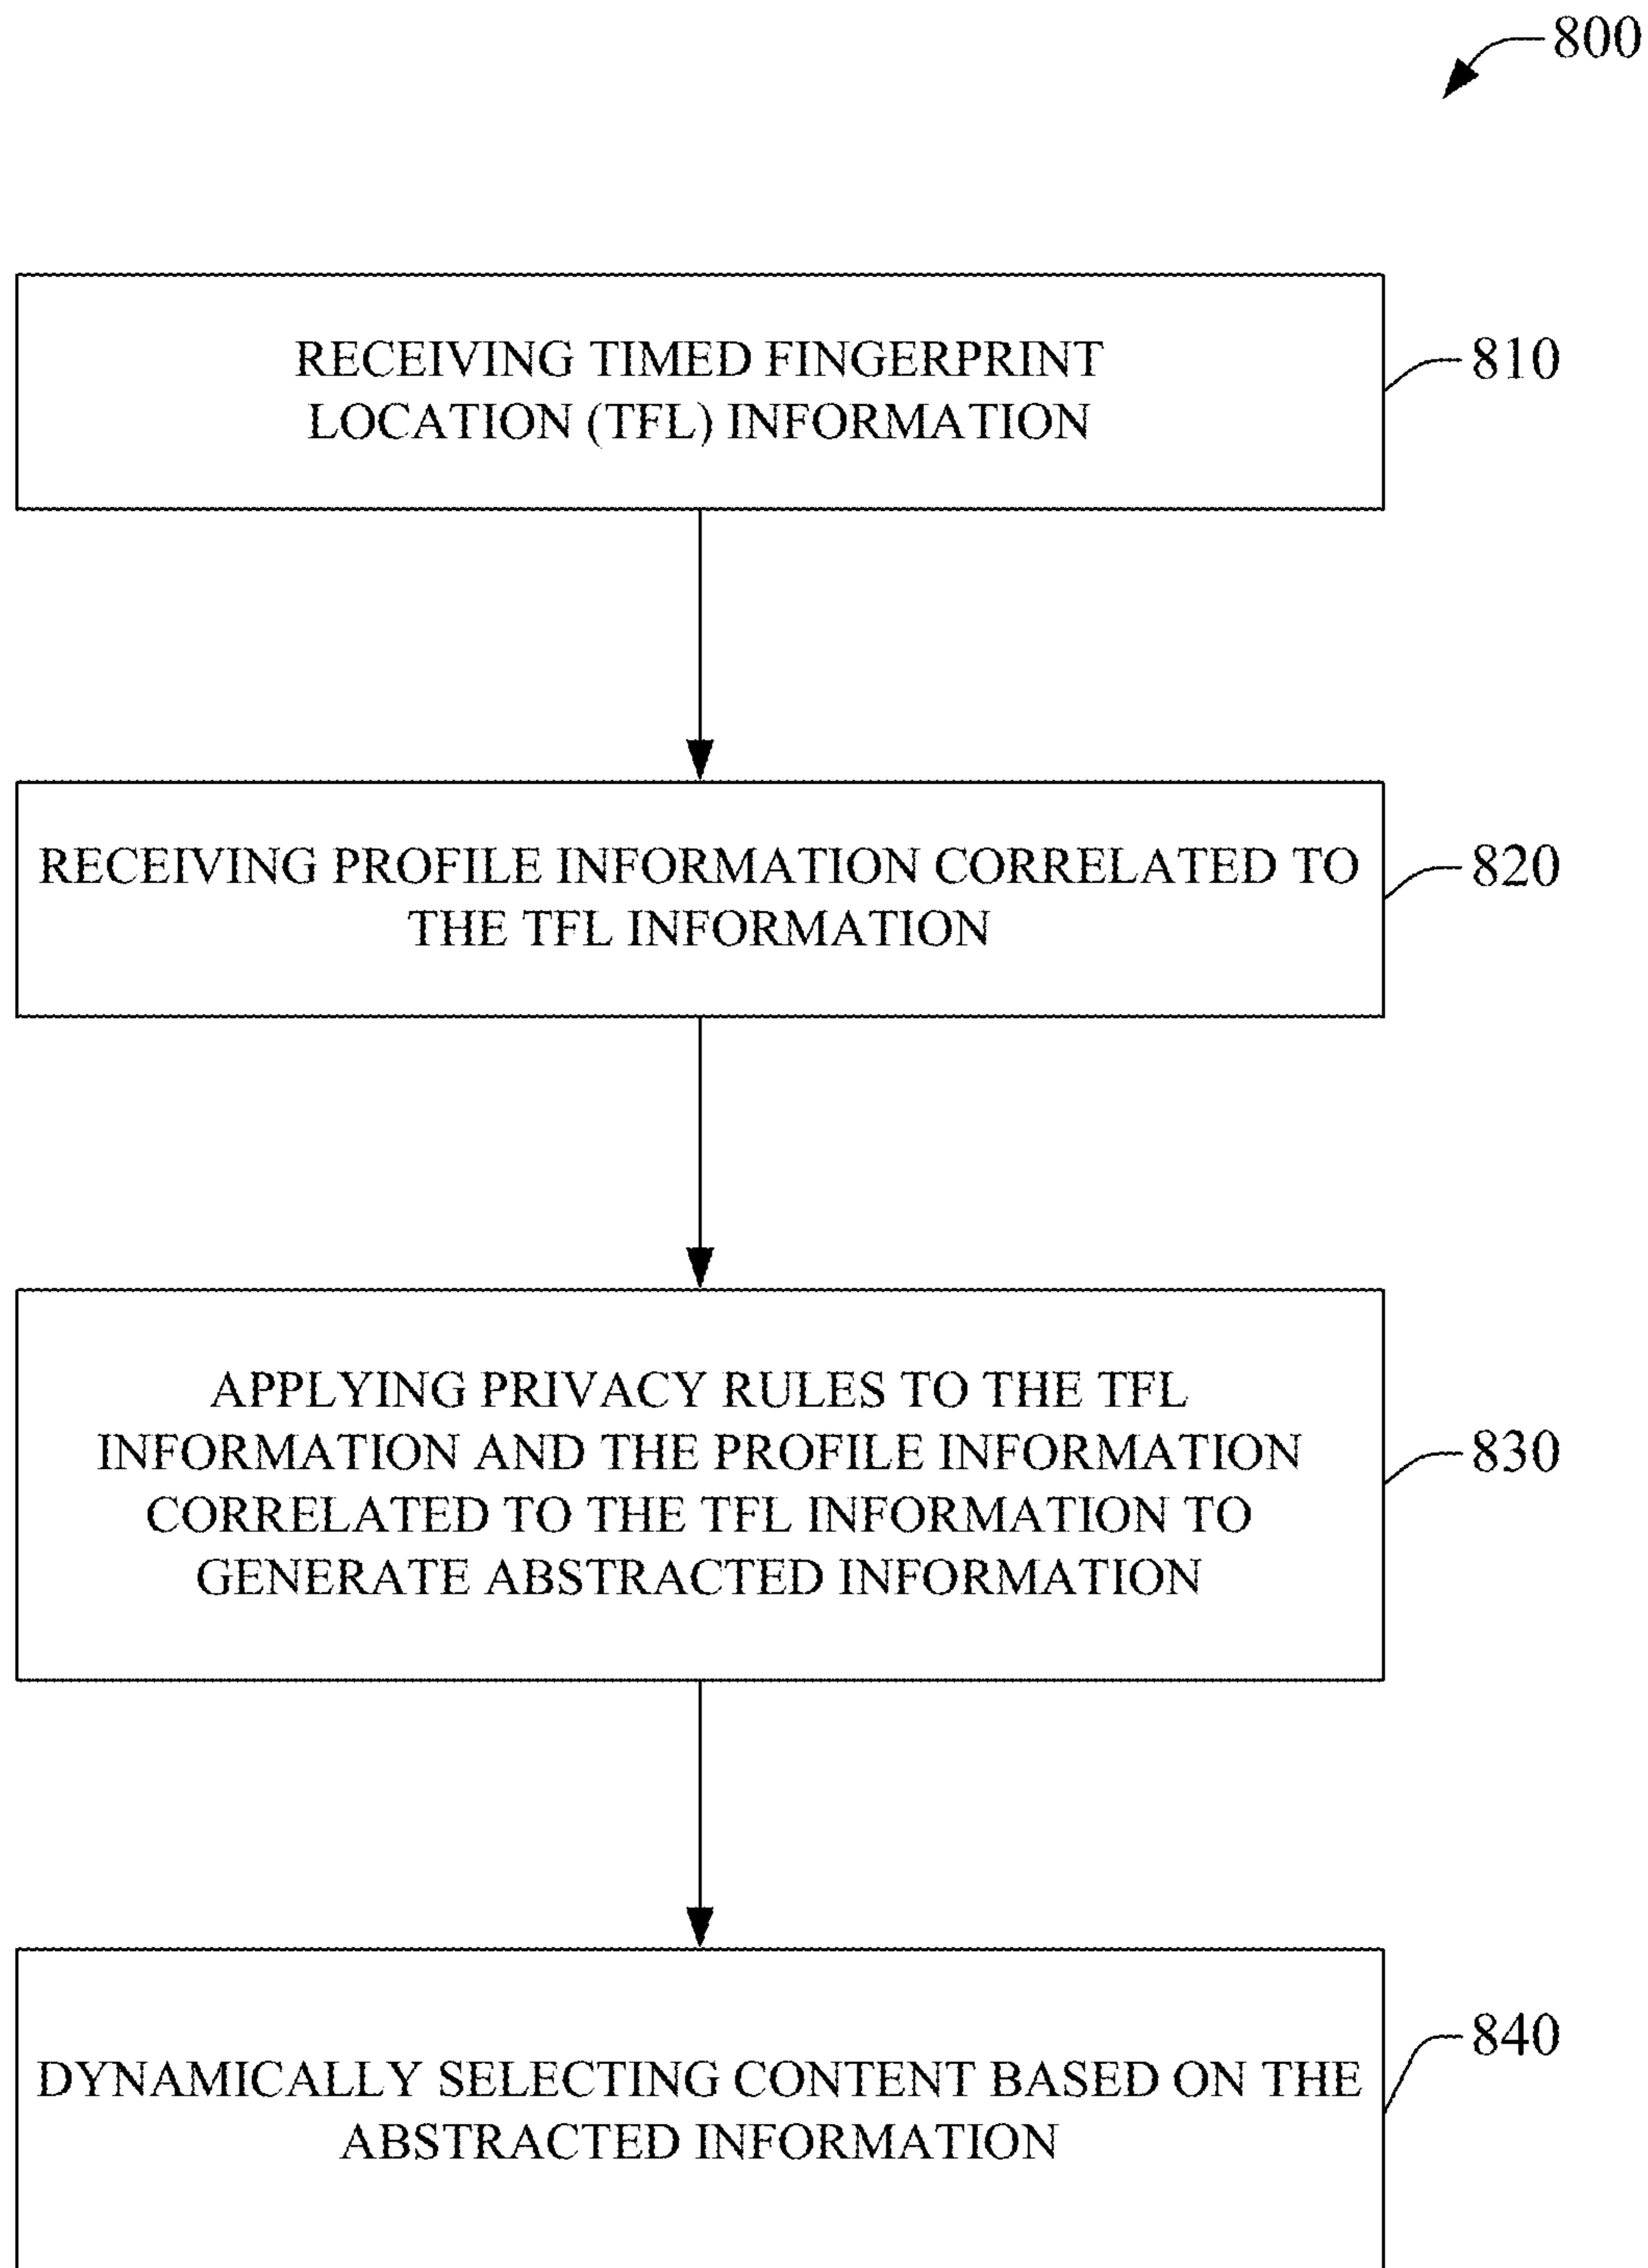 800
RECEIVING TIMED FINGERPRINT
LOCATION (TFL) INFORMATION
810
RECEIVING PROFILE INFORMATION CORRELATED TO
THE TFL INFORMATION
820
APPLYING PRIVACY RULES TO THE TFL
INFORMATION AND THE PROFILE INFORMATION
CORRELATED TO THE TFL INFORMATION TO
GENERATE ABSTRACTED INFORMATION
830
DYNAMICALLY SELECTING CONTENT BASED ON THE
ABSTRACTED INFORMATION
840